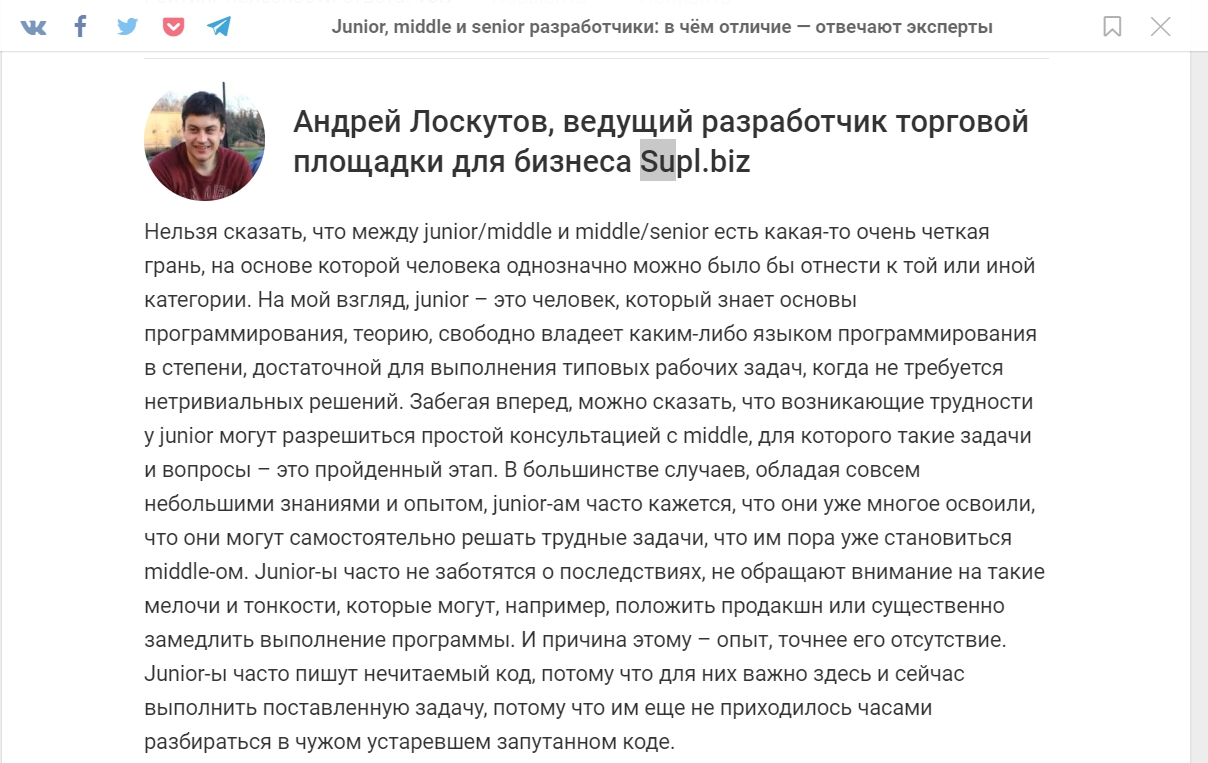 Junior, middle и senior разработчики: в чём отличие — отвечают эксперты
Андрей Лоскутов, ведущий разработчик торговой
площадки для бизнеса Supl.biz
Нельзя сказать, что между junior/middle и middle/senior есть какая-то очень четкая
грань, на основе которой человека однозначно можно было бы отнести к той или иной
категории. На мой взгляд, junior – это человек, который знает основы
программирования, теорию, свободно владеет каким-либо языком программирования
в степени, достаточной для выполнения типовых рабочих задач, когда не требуется
нетривиальных решений. Забегая вперед, можно сказать, что возникающие трудности
у junior могут разрешиться простой консультацией с middle, для которого такие задачи
и вопросы – это пройденный этап. В большинстве случаев, обладая совсем
небольшими знаниями и опытом, junior-ам часто кажется, что они уже многое освоили,
что они могут самостоятельно решать трудные задачи, что им пора уже становиться
middle-ом. Junior-ы часто не заботятся о последствиях, не обращают внимание на такие
мелочи и тонкости, которые могут, например, положить продакшн или существенно
замедлить выполнение программы. И причина этому – опыт, точнее его отсутствие.
Junior-ы часто пишут нечитаемый код, потому что для них важно здесь и сейчас
выполнить поставленную задачу, потому что им еще не приходилось часами
разбираться в чужом устаревшем запутанном коде.